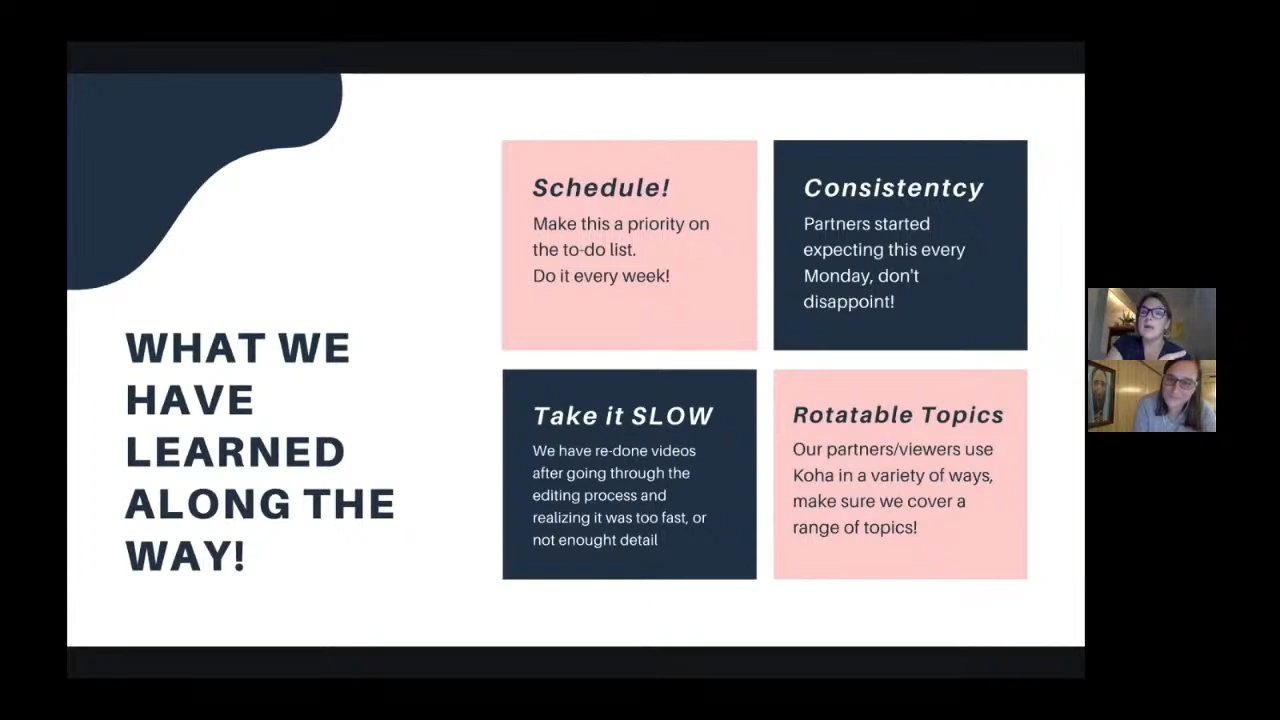 WHAT WE
HAVE
LEARNED
ALONG THE
WAY!
Schedule!
Make this a priority on
the to-do list.
Do it every week!
Consistentcy
Partners started
expecting this every
Monday, don't
disappoint!
Take it SLOW
We have re-done videos
after going through the
editing process and
realizing it was too fast, or
not enought detail
Rotatable Topics
Our partners/viewers use
Koha in a variety of ways,
make sure we cover a
range of topics!